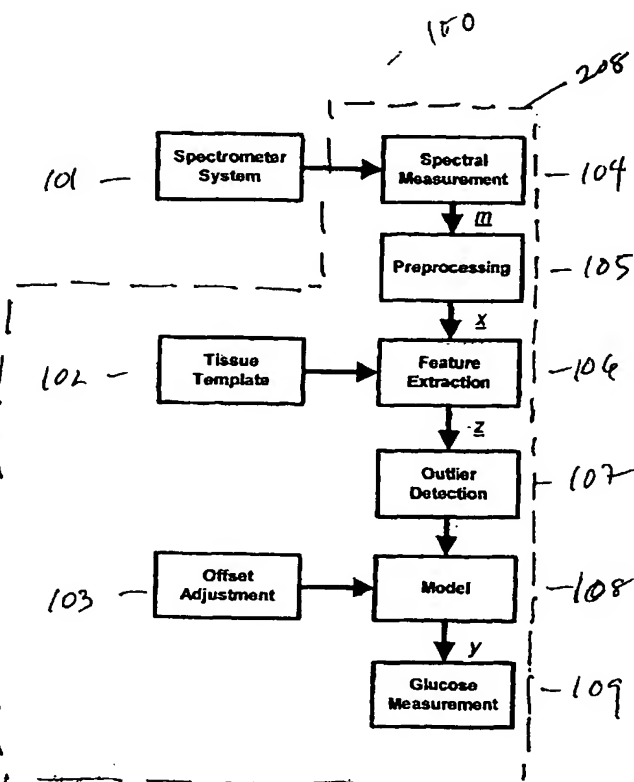 100
208
101
Spectrometer
System
Spectral
Measurement
104
m
Preprocessing
105
x
102
Tissue
Template
Feature
Extraction
106
z
Outlier
Detection
107
103
Offset
Adjustment
Model
108
y
Glucose
Measurement
109